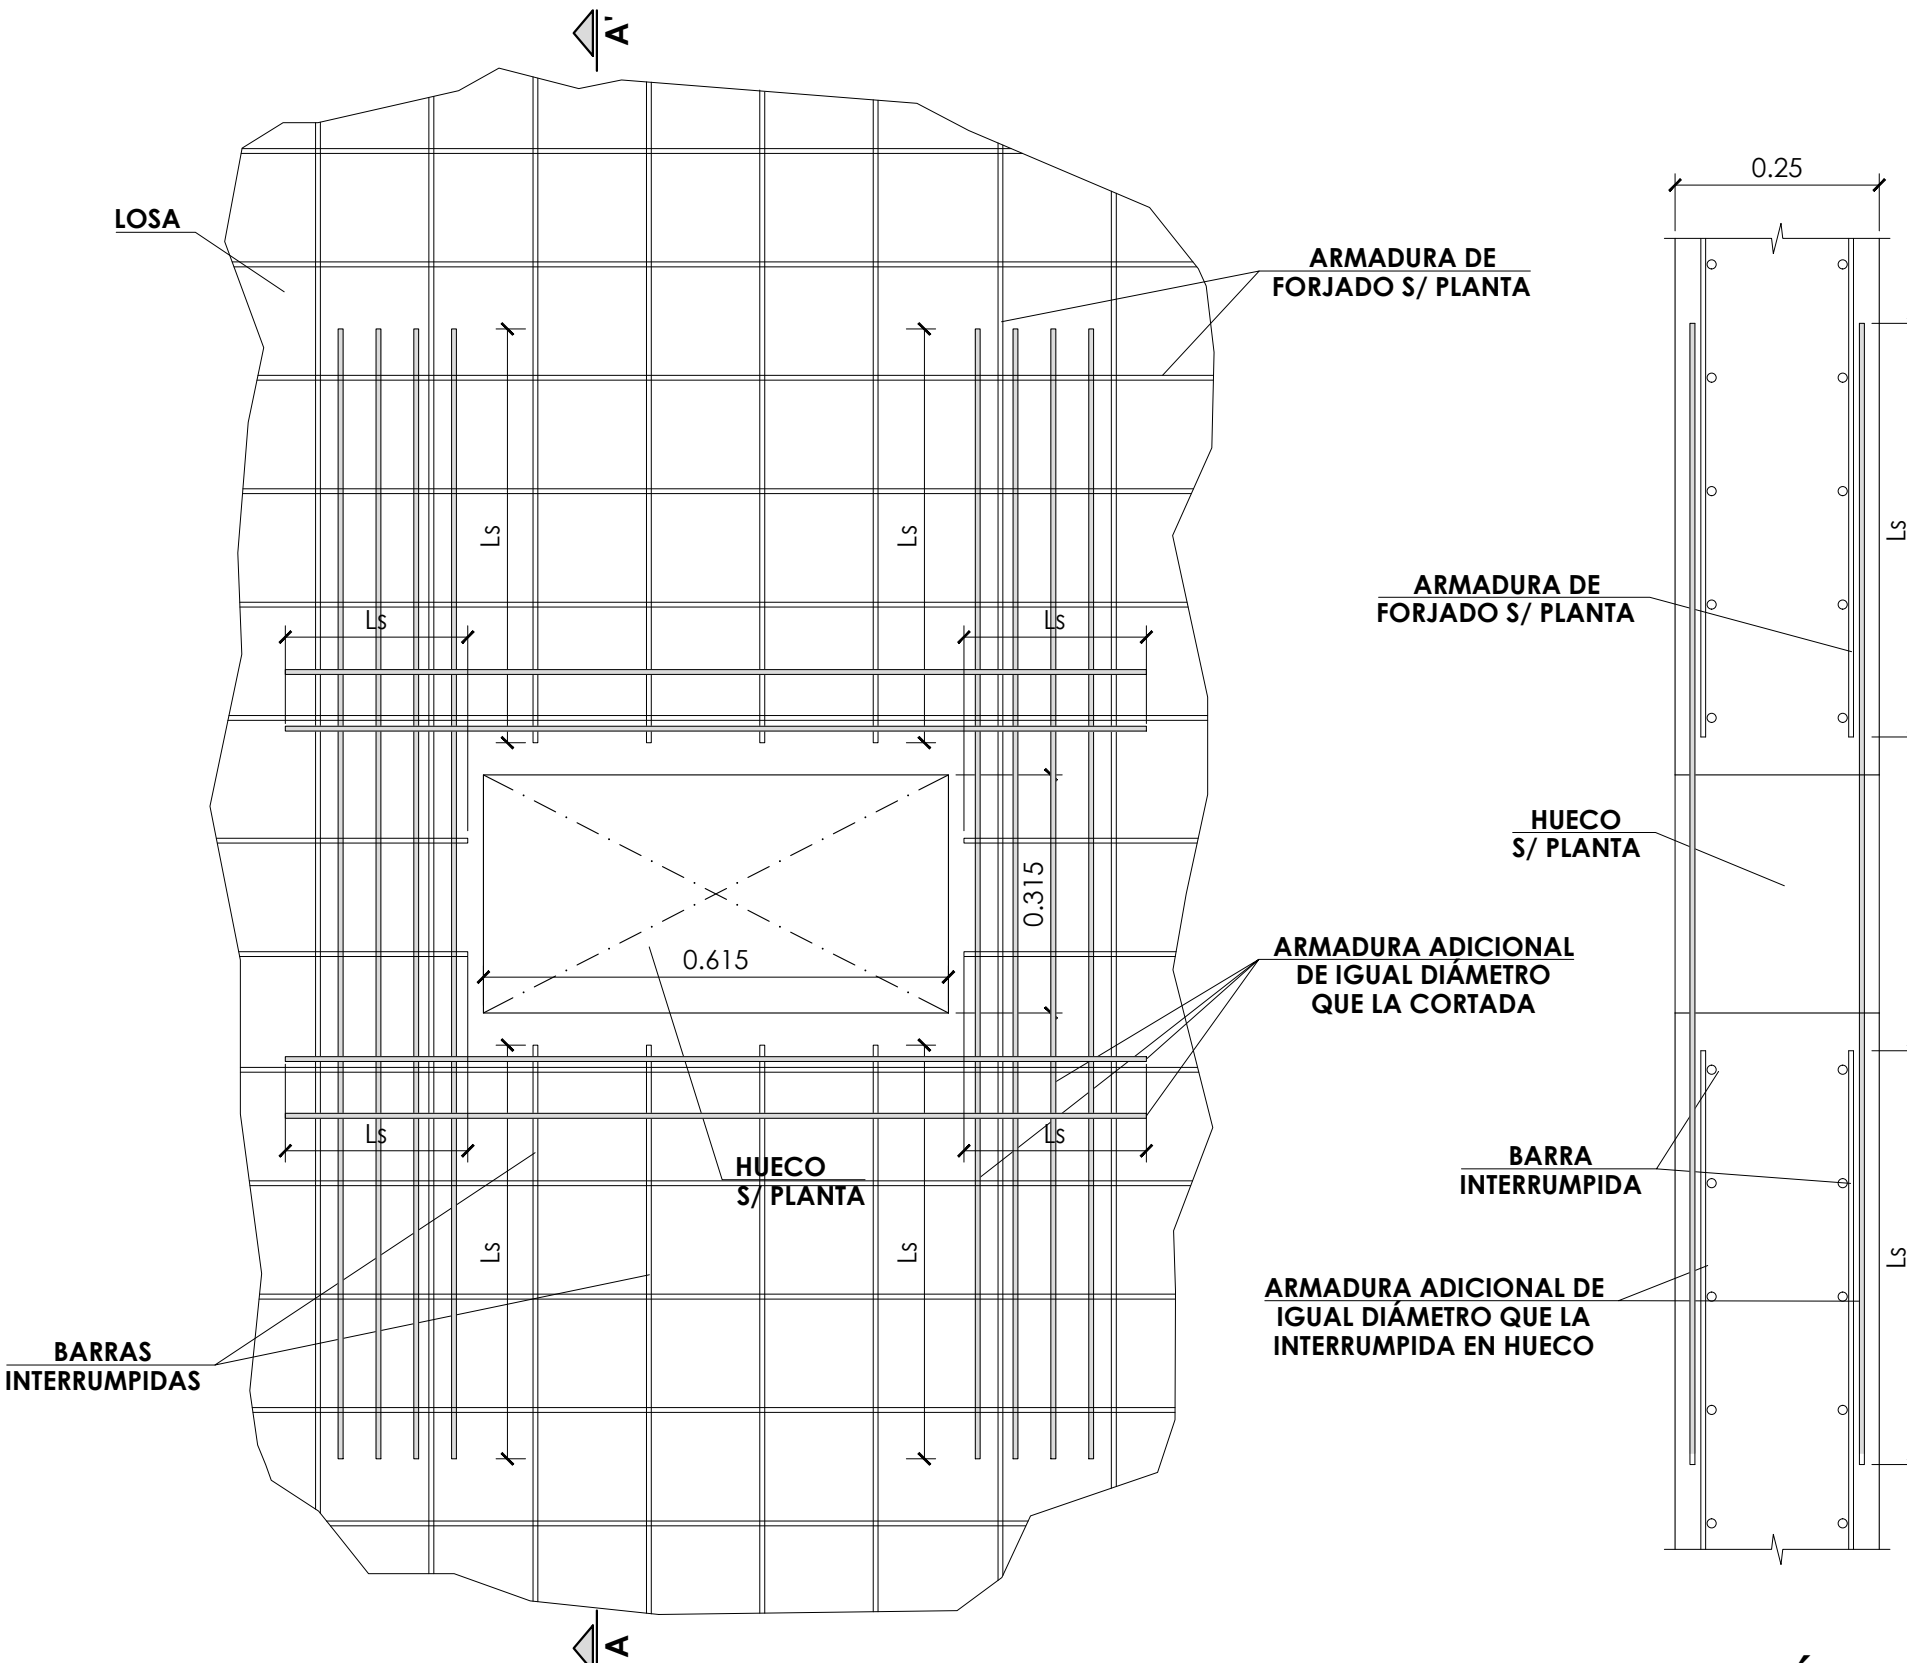 A'
0.25
LOSA
ARMADURA DE
FORJADO S/ PLANTA
Ls
Ls
Ls
ARMADURA DE
FORJADO S/ PLANTA
Ls
Ls
HUECO
S/ PLANTA
0.315
0.615
ARMADURA ADICIONAL
DE IGUAL DIÁMETRO
QUE LA CORTADA
Ls
Ls
HUECO
S/ PLANTA
BARRA
INTERRUMPIDA
Ls
Ls
Ls
ARMADURA ADICIONAL DE
IGUAL DIÁMETRO QUE LA
INTERRUMPIDA EN HUECO
BARRAS
INTERRUMPIDAS
A